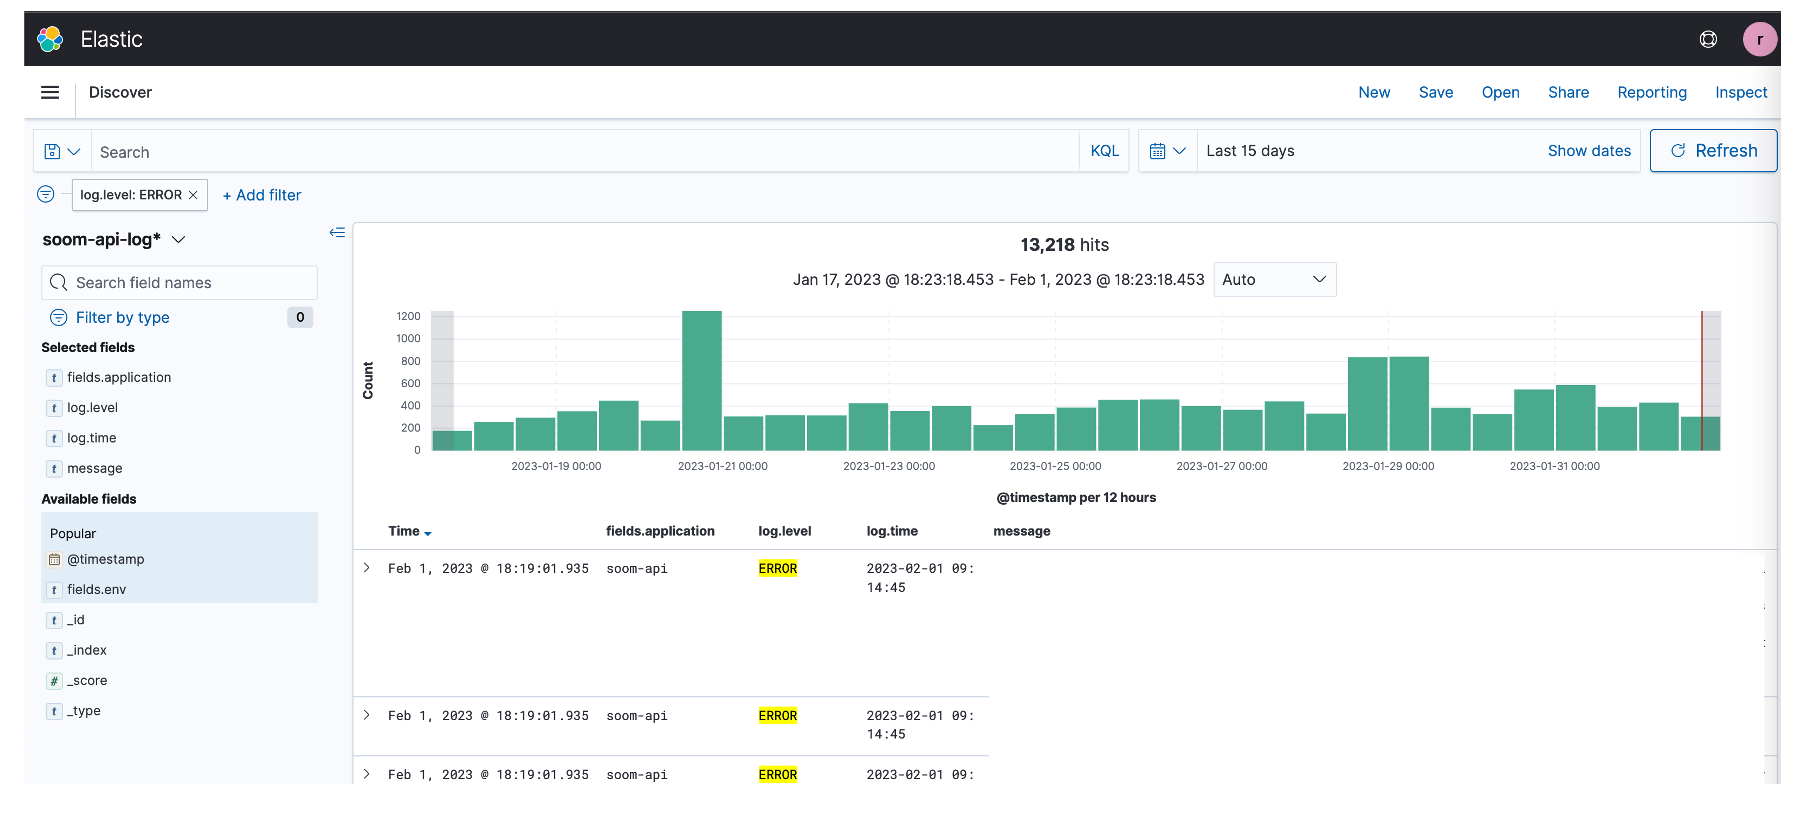 Elastic
r
Discover
New Save Open Share Reporting Inspect
Search KQL Last 15 days Show dates Refresh
log.level: ERROR + Add filter
soom-api-log*
Search field names
Filter by type 0
Selected fields
t fields.application
t log.level
t log.time
t message
Available fields
Popular
@timestamp
t fields.env
t _id
t _index
# _score
t _type
13,218 hits
Jan 17, 2023 @ 18:23:18.453 - Feb 1, 2023 @ 18:23:18.453 Auto
Count
1200
1000
800
600
400
200
0
2023-01-19 00:00 2023-01-21 00:00 2023-01-23 00:00 2023-01-25 00:00 2023-01-27 00:00 2023-01-29 00:00 2023-01-31 00:00
@timestamp per 12 hours
Time fields.application log.level log.time message
Feb 1, 2023 @ 18:19:01.935 soom-api ERROR 2023-02-01 09:
14:45
Feb 1, 2023 @ 18:19:01.935 soom-api ERROR 2023-02-01 09:
14:45
Feb 1, 2023 @ 18:19:01.935 soom-api ERROR 2023-02-01 09: